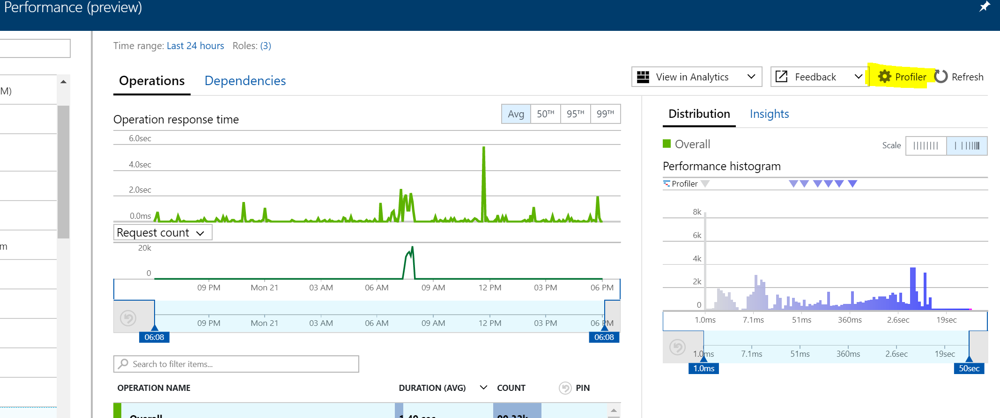 Performance (preview)
Time range: Last 24 hours Roles: (3)
M)
m
Operations Dependencies
View in Analytics Feedback Profiler Refresh
Operation response time
Avg 50TH 95TH 99TH
6.0sec
4.0sec
2.0sec
0.0ms
Request count
20k
0
09 PM Mon 21 03 AM 06 AM 09 AM 12 PM 03 PM 06 PM
09 PM Mon 21 03 AM 06 AM 09 AM 12 PM 03 PM 06 PM
06:08 06:08
Search to filter items...
OPERATION NAME DURATION (AVG) COUNT PIN
Overall 1.49 sec 90.32k
Distribution Insights
Overall Scale
Performance histogram
Profiler
8k
6k
4k
2k
0
1.0ms 7.1ms 51ms 360ms 2.6sec 19sec
1.0ms 7.1ms 51ms 360ms 2.6sec 19sec
1.0ms 50sec